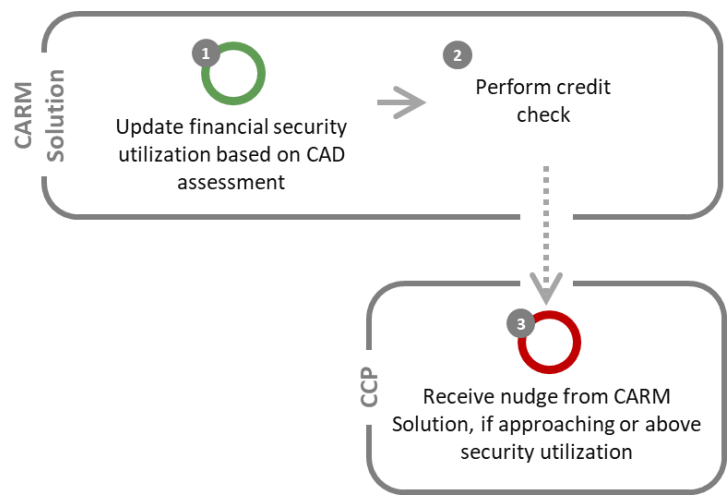 CARM
Solution
1
Update financial security
utilization based on CAD
assessment
2
Perform credit
check
CCP
3
Receive nudge from CARM
Solution, if approaching or above
security utilization